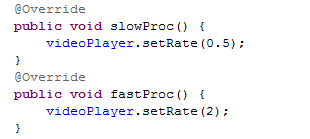 @Override
public void slowProc() {
    videoPlayer.setRate(0.5);
}
@Override
public void fastProc() {
    videoPlayer.setRate(2);
}